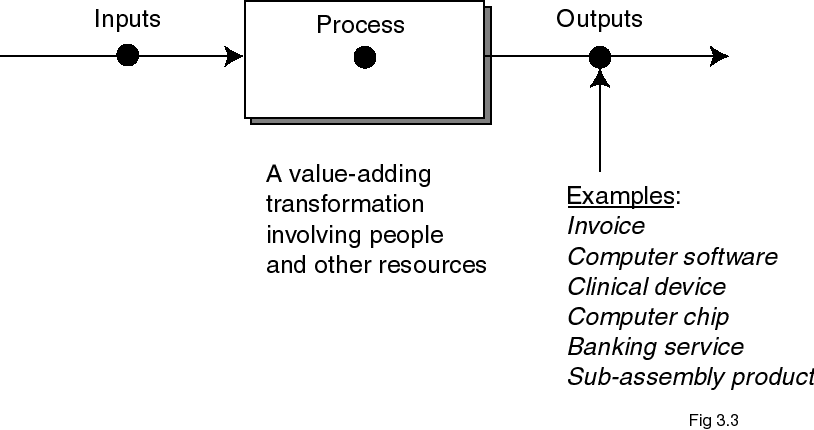 Inputs
Process
Outputs
A value-adding
transformation
involving people
and other resources
Examples:
Invoice
Computer software
Clinical device
Computer chip
Banking service
Sub-assembly product
Fig 3.3